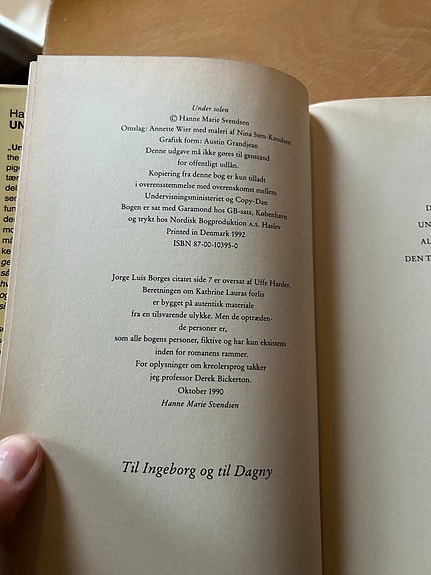 Under solen
© Hanne Marie Svendsen
Omslag: Annette Wier med maleri af Nina Sten-Knudsen
Grafisk form: Austin Grandjean
Denne udgave må ikke gøres til genstand
for offentligt udlån.
Kopiering fra denne bog er kun tilladt
i overensstemmelse med overenskomst mellem
Undervisningsministeriet og Copy-Dan
Bogen er sat med Garamond hos GB-sats, København
og trykt hos Nordisk Bogproduktion A.S. Haslev
Printed in Denmark 1992
ISBN 87-00-10395-0
Jorge Luís Borges citatet side 7 er oversat af Uffe Harder.
Beretningen om Kathrine Lauras forlis
er bygget på autentisk materiale
fra en tilsvarende ulykke. Men de optræden-
de personer er,
som alle bogens personer, fiktive og har kun eksistens
inden for romanens rammer.
For oplysninger om kreolersprog takker
jeg professor Derek Bickerton.
Oktober 1990
Hanne Marie Svendsen
Til Ingeborg og til Dagny
D
UN
AL
DEN T